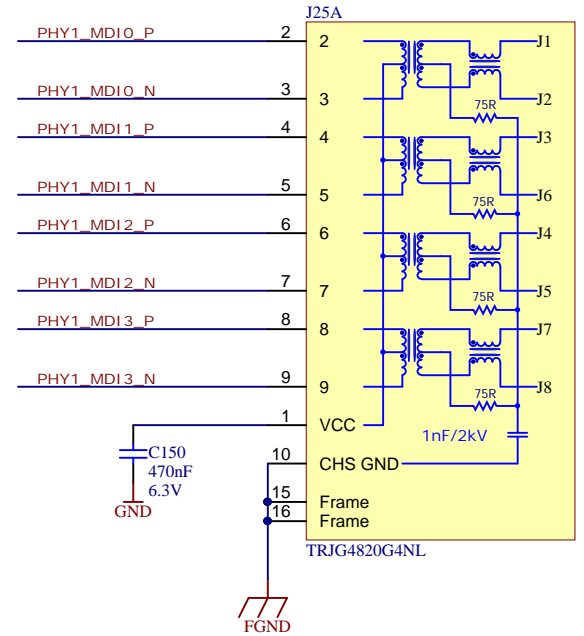 J25A
PHY1_MDI0_P 2 2 J1
PHY1_MDI0_N 3 3 J2
75R
PHY1_MDI1_P 4 4 J3
PHY1_MDI1_N 5 5 J6
75R
PHY1_MDI2_P 6 6 J4
PHY1_MDI2_N 7 7 J5
75R
PHY1_MDI3_P 8 8 J7
PHY1_MDI3_N 9 9 J8
75R
1 VCC
1nF/2kV
C150
470nF
6.3V
GND
10 CHS GND
15 Frame
16 Frame
TRJG4820G4NL
FGND